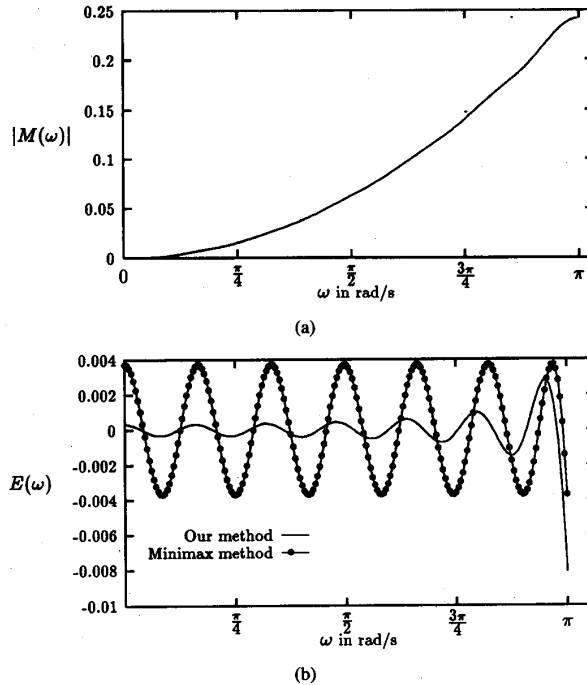 0.25
0.2
0.15
|M(ω)|
0.1
0.05
0
0 π/4 π/2 3π/4 π
ω in rad/s
(a)
0.004
0.002
0
-0.002
E(ω)
-0.004
-0.006
-0.008
-0.01
Our method
Minimax method
π/4 π/2 3π/4 π
ω in rad/s
(b)